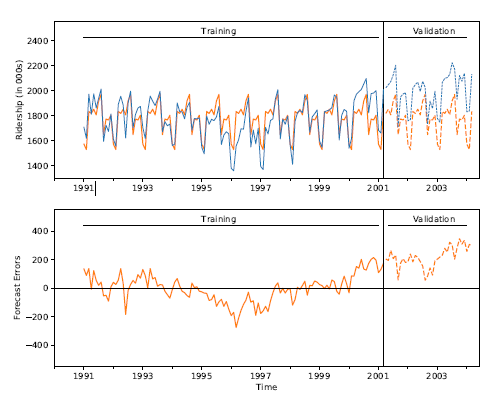 Training
Validation
2400
2200
2000
1800
1600
1400
Ridership (in 000s)
1991 1993 1995 1997 1999 2001 2003
Training
Validation
400
200
0
−200
−400
Forecast Errors
1991 1993 1995 1997 1999 2001 2003
Time